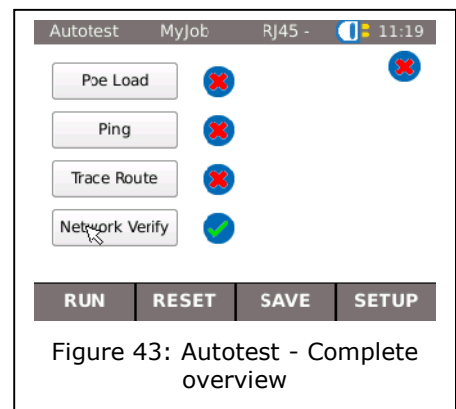 Autotest MyJob RJ45 - 11:19
Poe Load
Ping
Trace Route
Network Verify
RUN RESET SAVE SETUP
Figure 43: Autotest - Complete
overview